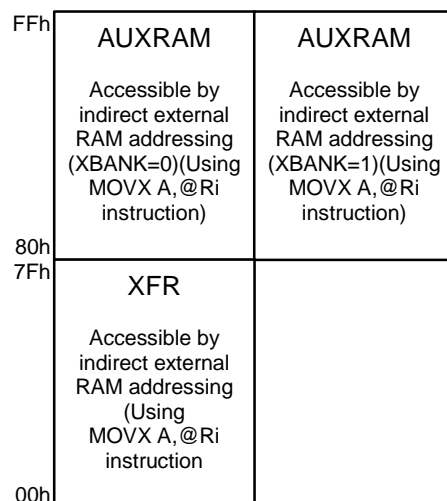 FFh
AUXRAM
Accessible by
indirect external
RAM addressing
(XBANK=0)(Using
MOVX A,@Ri
instruction)
AUXRAM
Accessible by
indirect external
RAM addressing
(XBANK=1)(Using
MOVX A,@Ri
instruction)
80h
7Fh
XFR
Accessible by
indirect external
RAM addressing
(Using
MOVX A,@Ri
instruction
00h